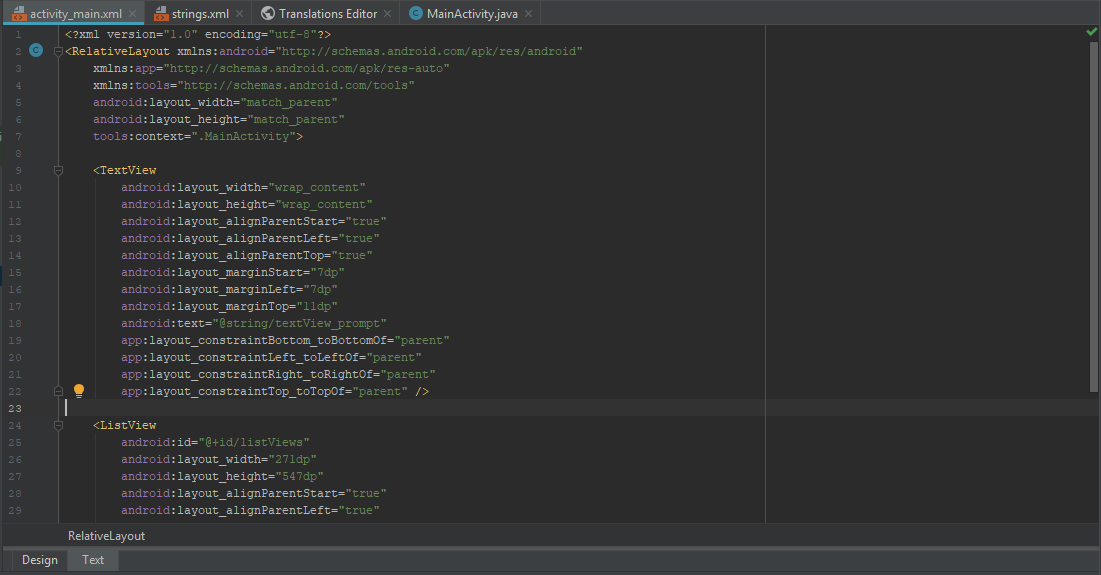 activity_main.xml strings.xml Translations Editor MainActivity.java
1 <?xml version="1.0" encoding="utf-8"?>
2 <RelativeLayout xmlns:android="http://schemas.android.com/apk/res/android"
3 xmlns:app="http://schemas.android.com/apk/res-auto"
4 xmlns:tools="http://schemas.android.com/tools"
5 android:layout_width="match_parent"
6 android:layout_height="match_parent"
7 tools:context=".MainActivity">
8
9 <TextView
10 android:layout_width="wrap_content"
11 android:layout_height="wrap_content"
12 android:layout_alignParentStart="true"
13 android:layout_alignParentLeft="true"
14 android:layout_alignParentTop="true"
15 android:layout_marginStart="7dp"
16 android:layout_marginLeft="7dp"
17 android:layout_marginTop="11dp"
18 android:text="@string/textView_prompt"
19 app:layout_constraintBottom_toBottomOf="parent"
20 app:layout_constraintLeft_toLeftOf="parent"
21 app:layout_constraintRight_toRightOf="parent"
22 app:layout_constraintTop_toTopOf="parent" />
23
24 <ListView
25 android:id="@+id/listViews"
26 android:layout_width="271dp"
27 android:layout_height="547dp"
28 android:layout_alignParentStart="true"
29 android:layout_alignParentLeft="true"
RelativeLayout
Design Text